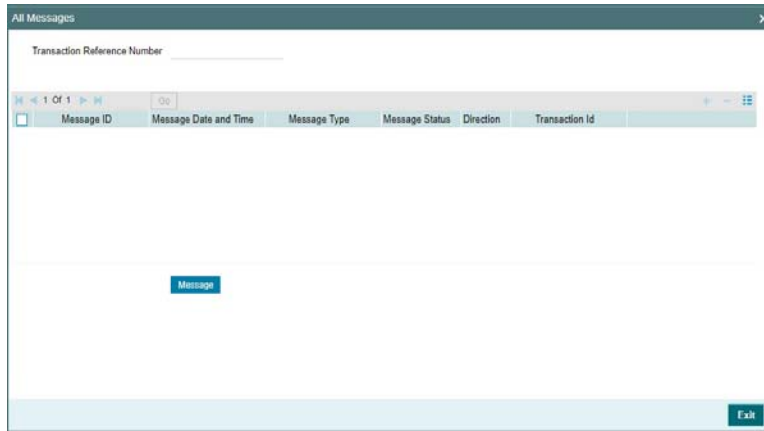 All Messages
Transaction Reference Number
1 Of 1 Go
Message ID Message Date and Time Message Type Message Status Direction Transaction Id
Message
Exit